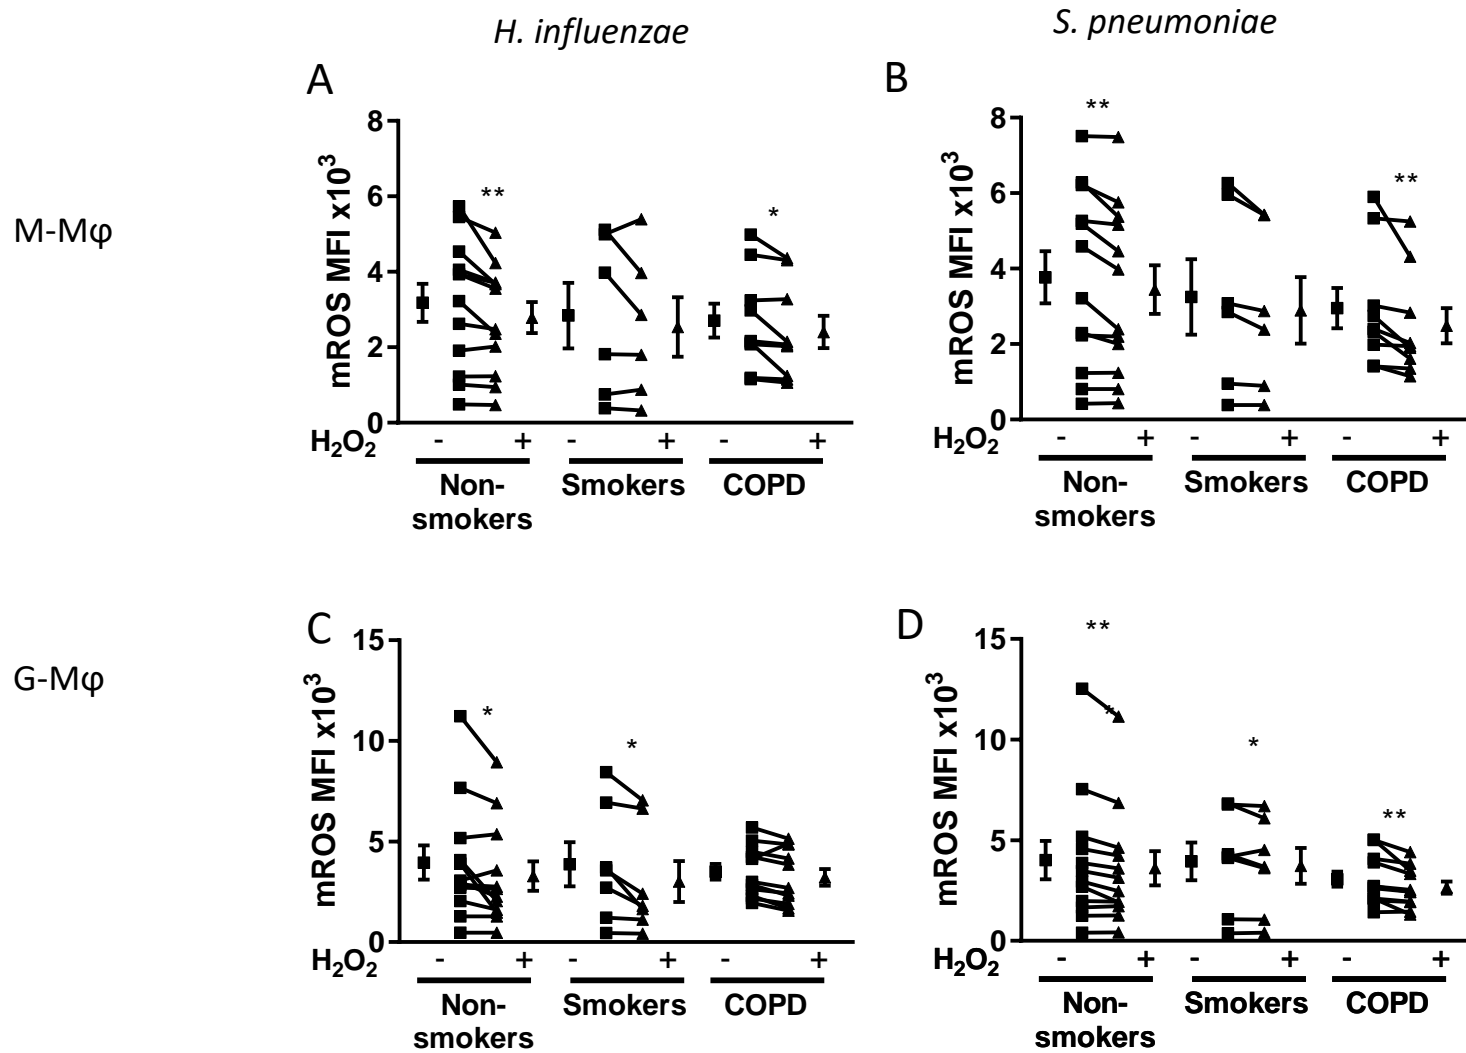 H. influenzae
S. pneumoniae
M-Mφ
G-Mφ
A
mROS MFI x10³
8
6
4
2
0
**
*
H₂O₂ - + - + - +
Non-
smokers
Smokers
COPD
B
mROS MFI x10³
8
6
4
2
0
**
**
H₂O₂ - + - + - +
Non-
smokers
Smokers
COPD
C
mROS MFI x10³
15
10
5
0
*
*
H₂O₂ - + - + - +
Non-
smokers
Smokers
COPD
D
mROS MFI x10³
15
10
5
0
**
*
*
**
H₂O₂ - + - + - +
Non-
smokers
Smokers
COPD